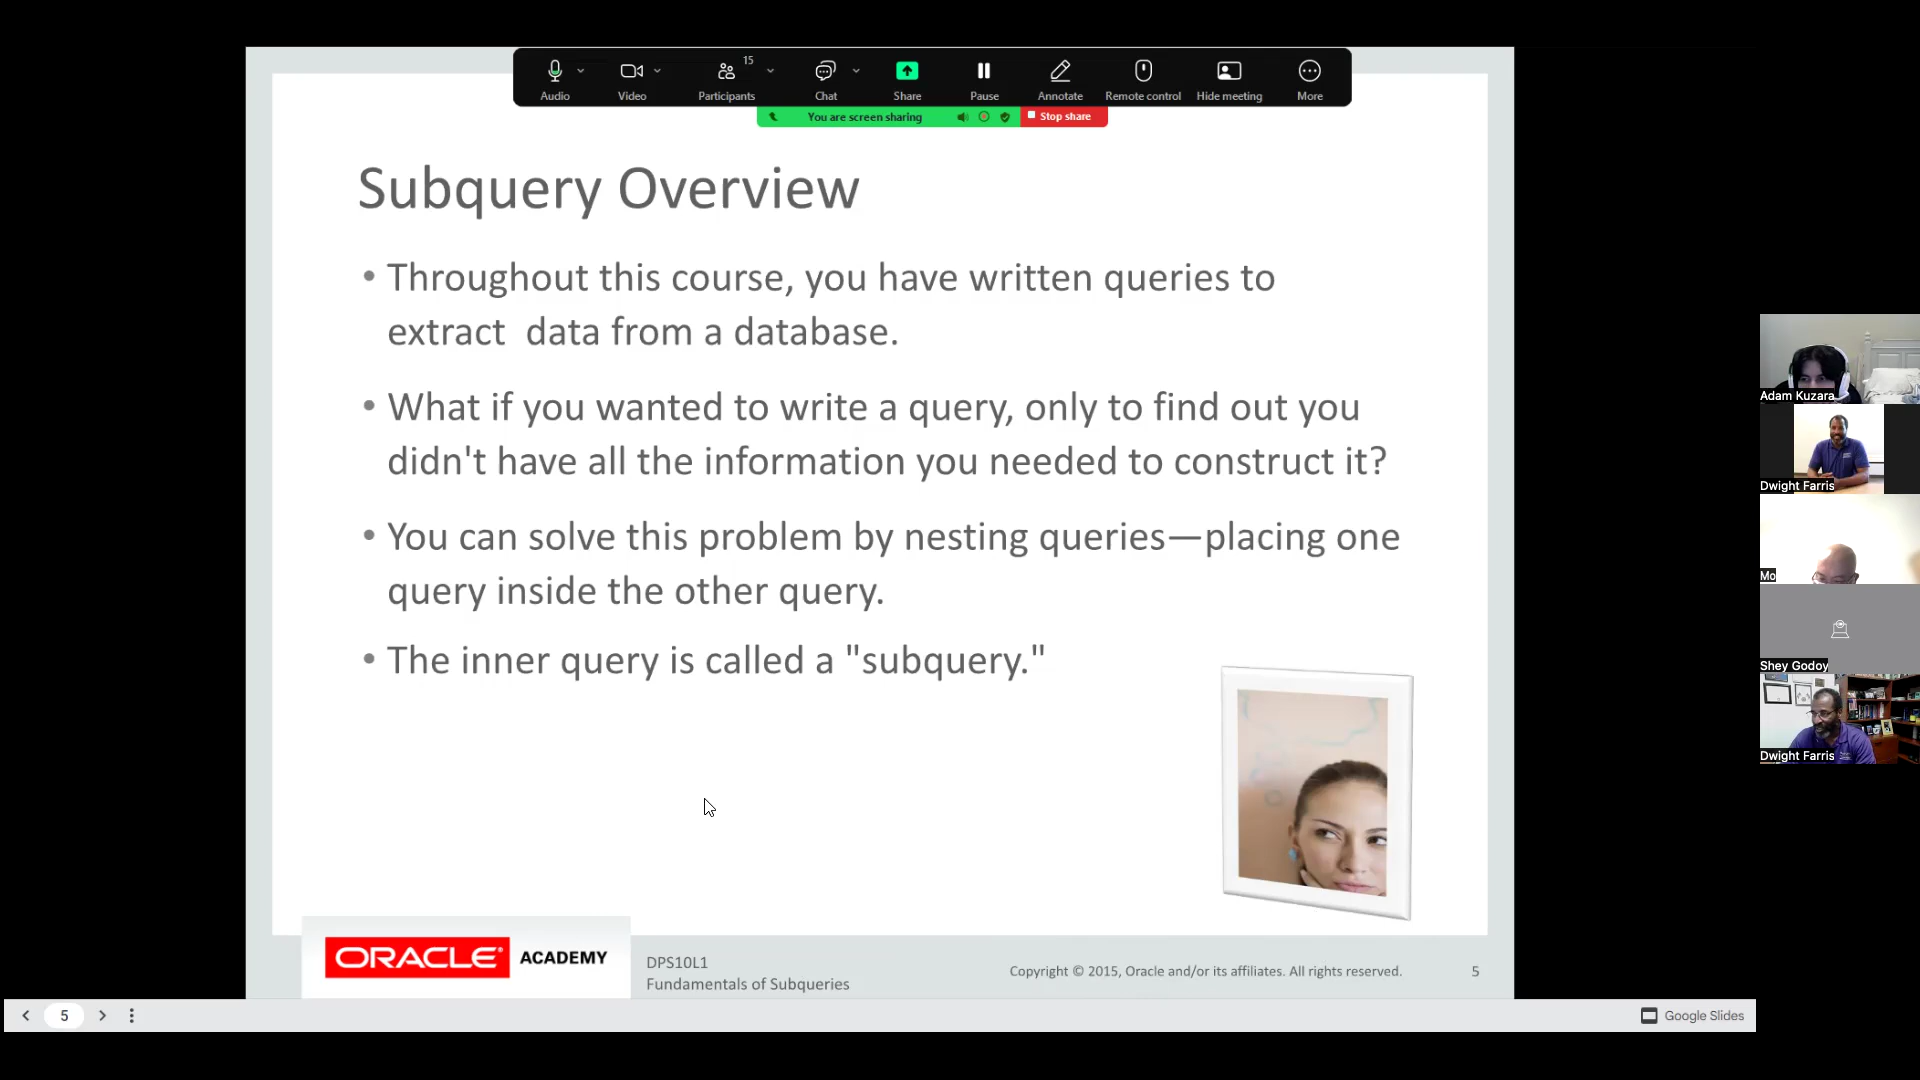 15
Audio
Video
Participants
Chat
Share
Pause
Annotate
Remote control
Hide meeting
More
You are screen sharing
Stop share
Subquery Overview
• Throughout this course, you have written queries to
extract  data from a database.
• What if you wanted to write a query, only to find out you
didn't have all the information you needed to construct it?
• You can solve this problem by nesting queries—placing one
query inside the other query.
• The inner query is called a "subquery."
ORACLE® ACADEMY
DPS10L1
Fundamentals of Subqueries
Copyright © 2015, Oracle and/or its affiliates. All rights reserved.
5
5
Google Slides
Adam Kuzara
Dwight Farris
Mo
Shey Godoy
Dwight Farris